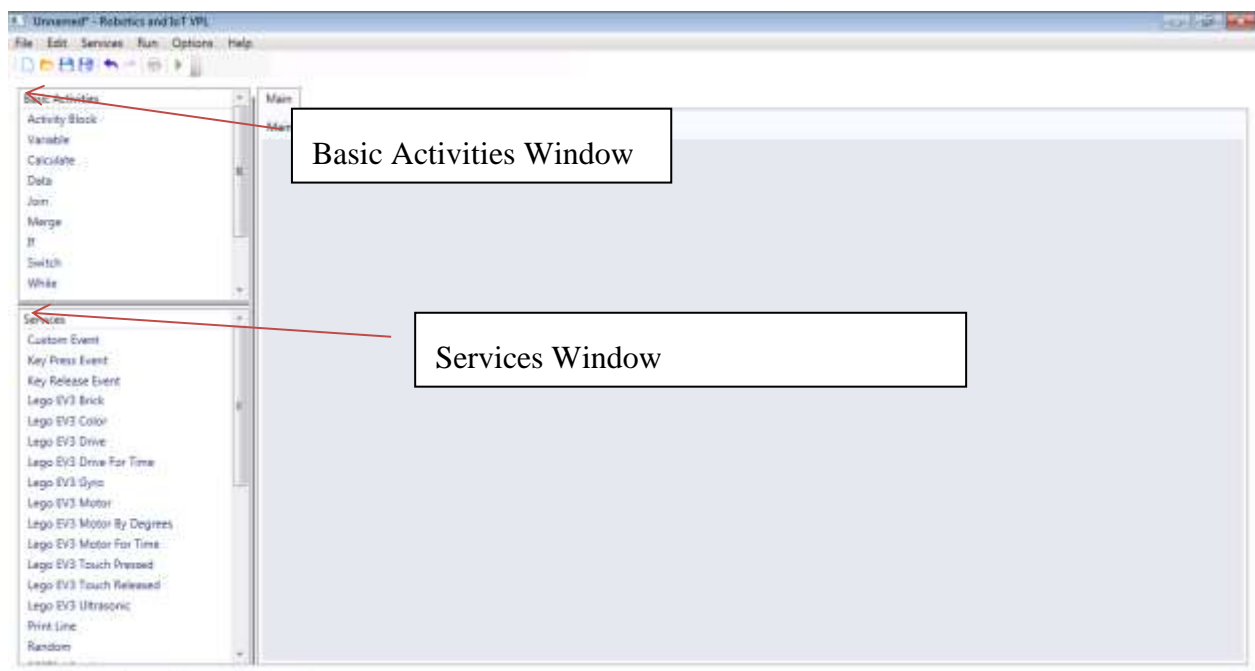 Unnamed* - Robotics and IoT VPL
File Edit Services Run Options Help
Basic Activities
Activity Block
Variable
Calculate
Data
Join
Merge
If
Switch
While
Main
Basic Activities Window
Services
Custom Event
Key Press Event
Key Release Event
Lego EV3 Brick
Lego EV3 Color
Lego EV3 Drive
Lego EV3 Drive For Time
Lego EV3 Gyro
Lego EV3 Motor
Lego EV3 Motor By Degrees
Lego EV3 Motor For Time
Lego EV3 Touch Pressed
Lego EV3 Touch Released
Lego EV3 Ultrasonic
Print Line
Random
Services Window